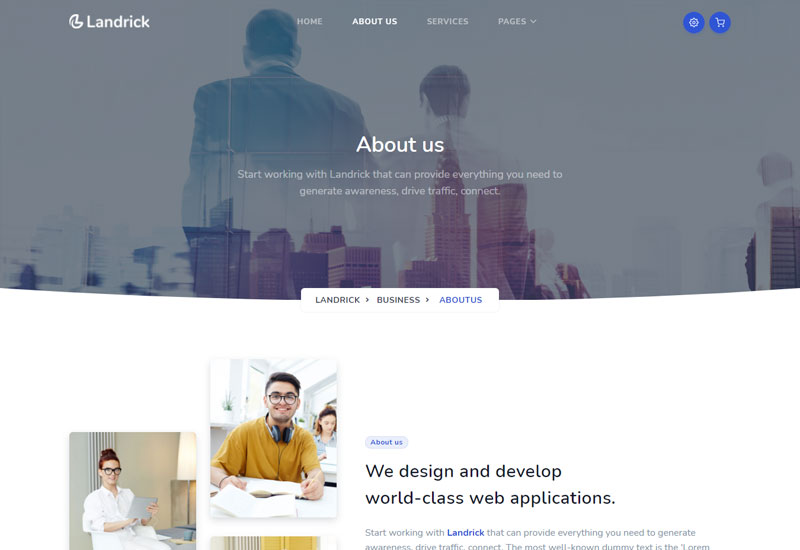 Landrick
HOME
ABOUT US
SERVICES
PAGES
About us
Start working with Landrick that can provide everything you need to
generate awareness, drive traffic, connect.
LANDRICK
BUSINESS
ABOUTUS
About us
We design and develop
world-class web applications.
Start working with Landrick that can provide everything you need to generate
awareness, drive traffic, connect. The most well-known dummy text is the 'Lorem